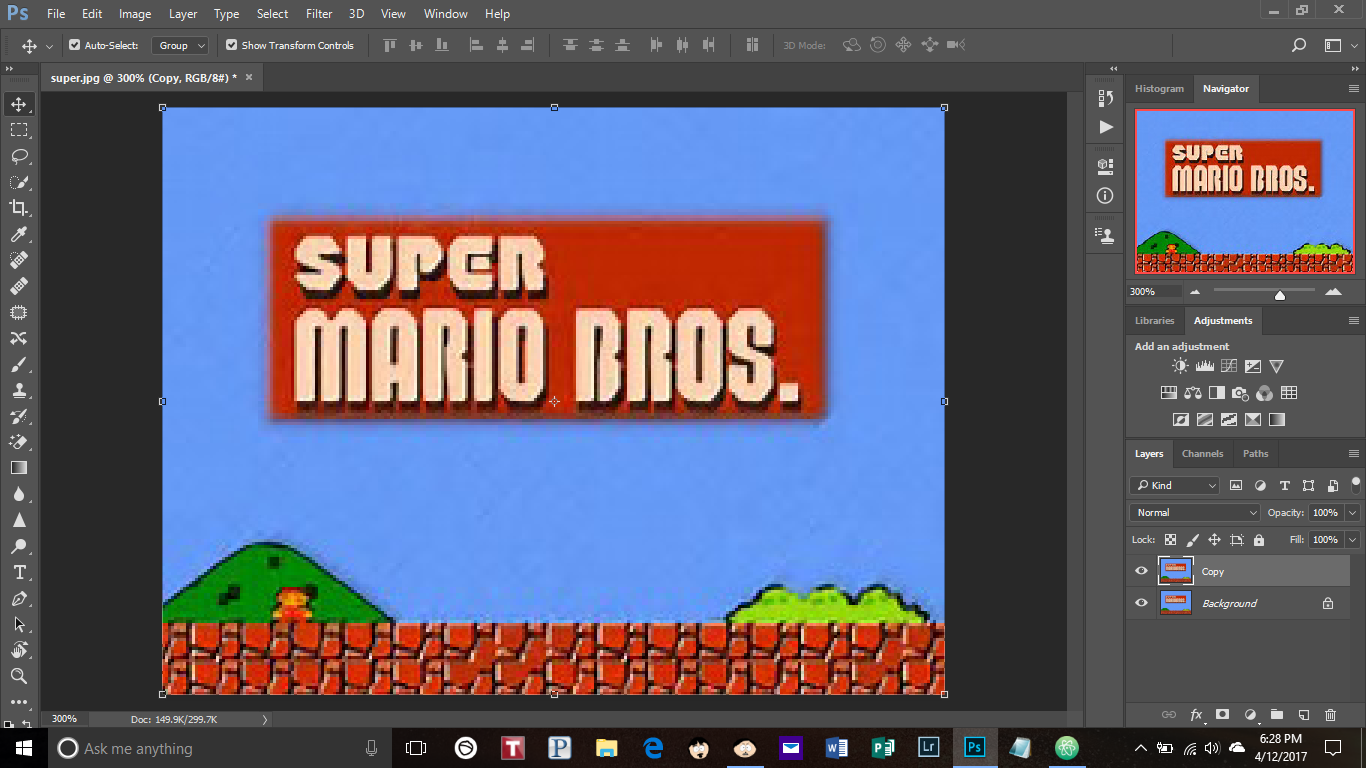 Ps File Edit Image Layer Type Select Filter 3D View Window Help
Auto-Select: Group Show Transform Controls 3D Mode:
super.jpg @ 300% (Copy, RGB/8#) * ×
Histogram Navigator
SUPER
MARIO BROS.
SUPER
MARIO BROS.
300%
Libraries Adjustments
Add an adjustment
Layers Channels Paths
Kind
Normal Opacity: 100%
Lock: Fill: 100%
Copy
Background
300% Doc: 149.9K/299.7K
Ask me anything
T P e W P Lr Ps
6:28 PM
4/12/2017